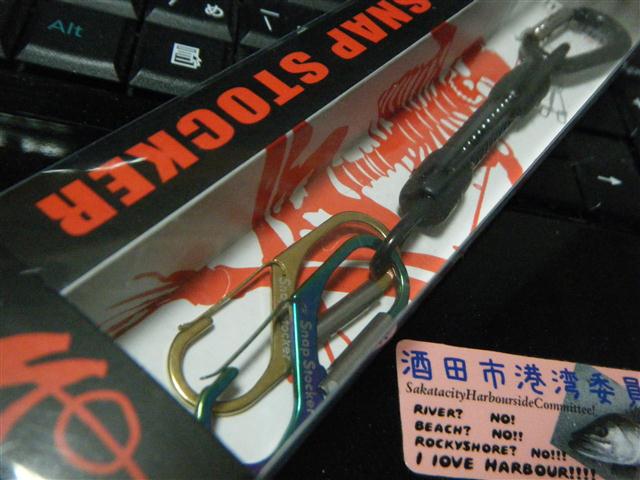 Alt
め
SNAP STOCKER
Snap Stocker
Snap Stocker
酒田市港湾委員
SakatacityHarboursideCommittee!
RIVER? NO!
BEACH? NO!!
ROCKYSHORE? NO!!!
I LOVE HARBOUR!!!!